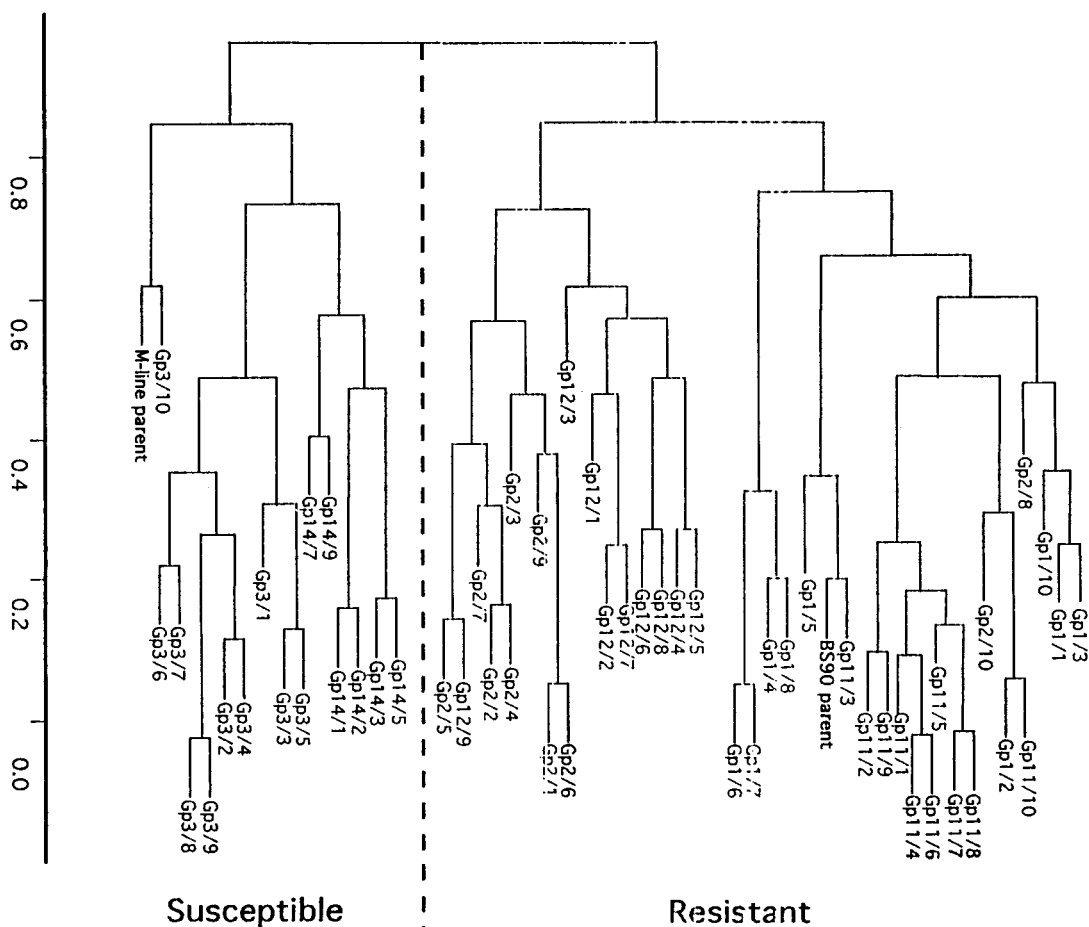 0.8
0.6
0.4
0.2
0.0
M-line parent
Gp3/10
Gp3/6
Gp3/7
Gp3/8
Gp3/9
Gp3/2
Gp3/4
Gp3/1
Gp3/3
Gp3/5
Gp14/7
Gp14/9
Gp14/1
Gp14/2
Gp14/3
Gp14/5
Gp2/5
Gp12/9
Gp2/7
Gp2/2
Gp2/4
Gp2/3
Gp2/9
Gp2/1
Gp2/6
Gp12/3
Gp12/1
Gp12/2
Gp12/7
Gp12/6
Gp12/8
Gp12/4
Gp12/5
Gp1/6
Gp1/7
Gp1/4
Gp1/8
Gp1/5
BS90 parent
Gp11/3
Gp11/2
Gp11/9
Gp11/1
Gp11/4
Gp11/6
Gp11/5
Gp11/7
Gp11/8
Gp2/10
Gp1/2
Gp11/10
Gp2/8
Gp1/10
Gp1/1
Gp1/3
Susceptible
Resistant